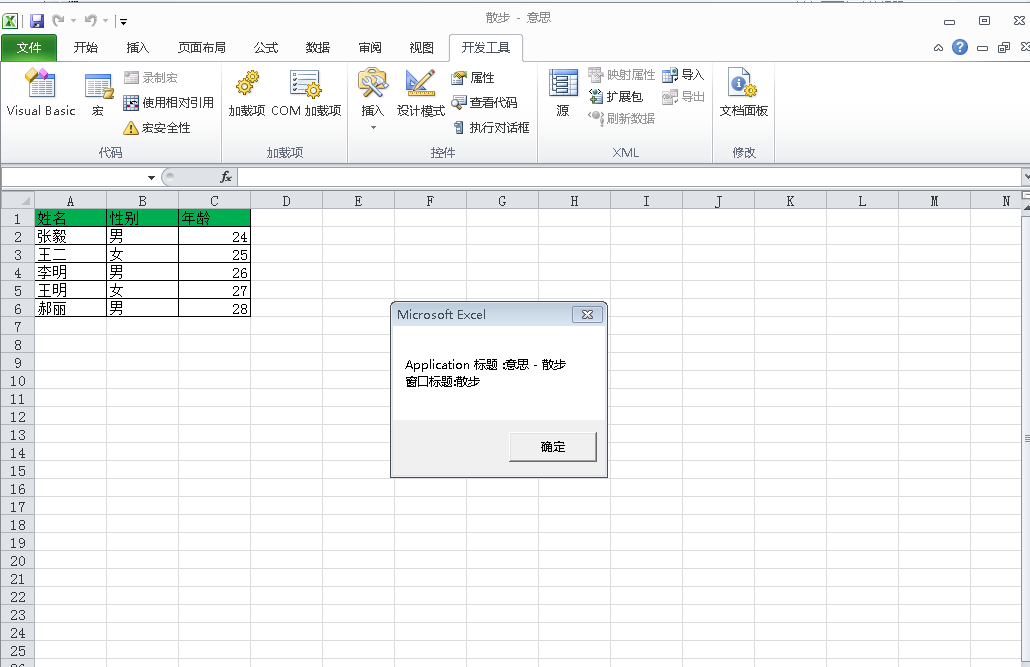 散步 - 意思
文件 开始 插入 页面布局 公式 数据 审阅 视图 开发工具
Visual Basic 宏 录制宏 使用相对引用 宏安全性
加载项 COM 加载项
插入 设计模式 属性 查看代码 执行对话框
源 映射属性 扩展包 刷新数据 导入 导出
文档面板
代码 加载项 控件 XML 修改
fx
A B C D E F G H I J K L M N
1 姓名 性别 年龄
2 张毅 男 24
3 王二 女 25
4 李明 男 26
5 王明 女 27
6 郝丽 男 28
7
8
9
10
11
12
13
14
15
16
17
18
19
20
21
22
23
24
25
Microsoft Excel
Application 标题 :意思 - 散步
窗口标题:散步
确定